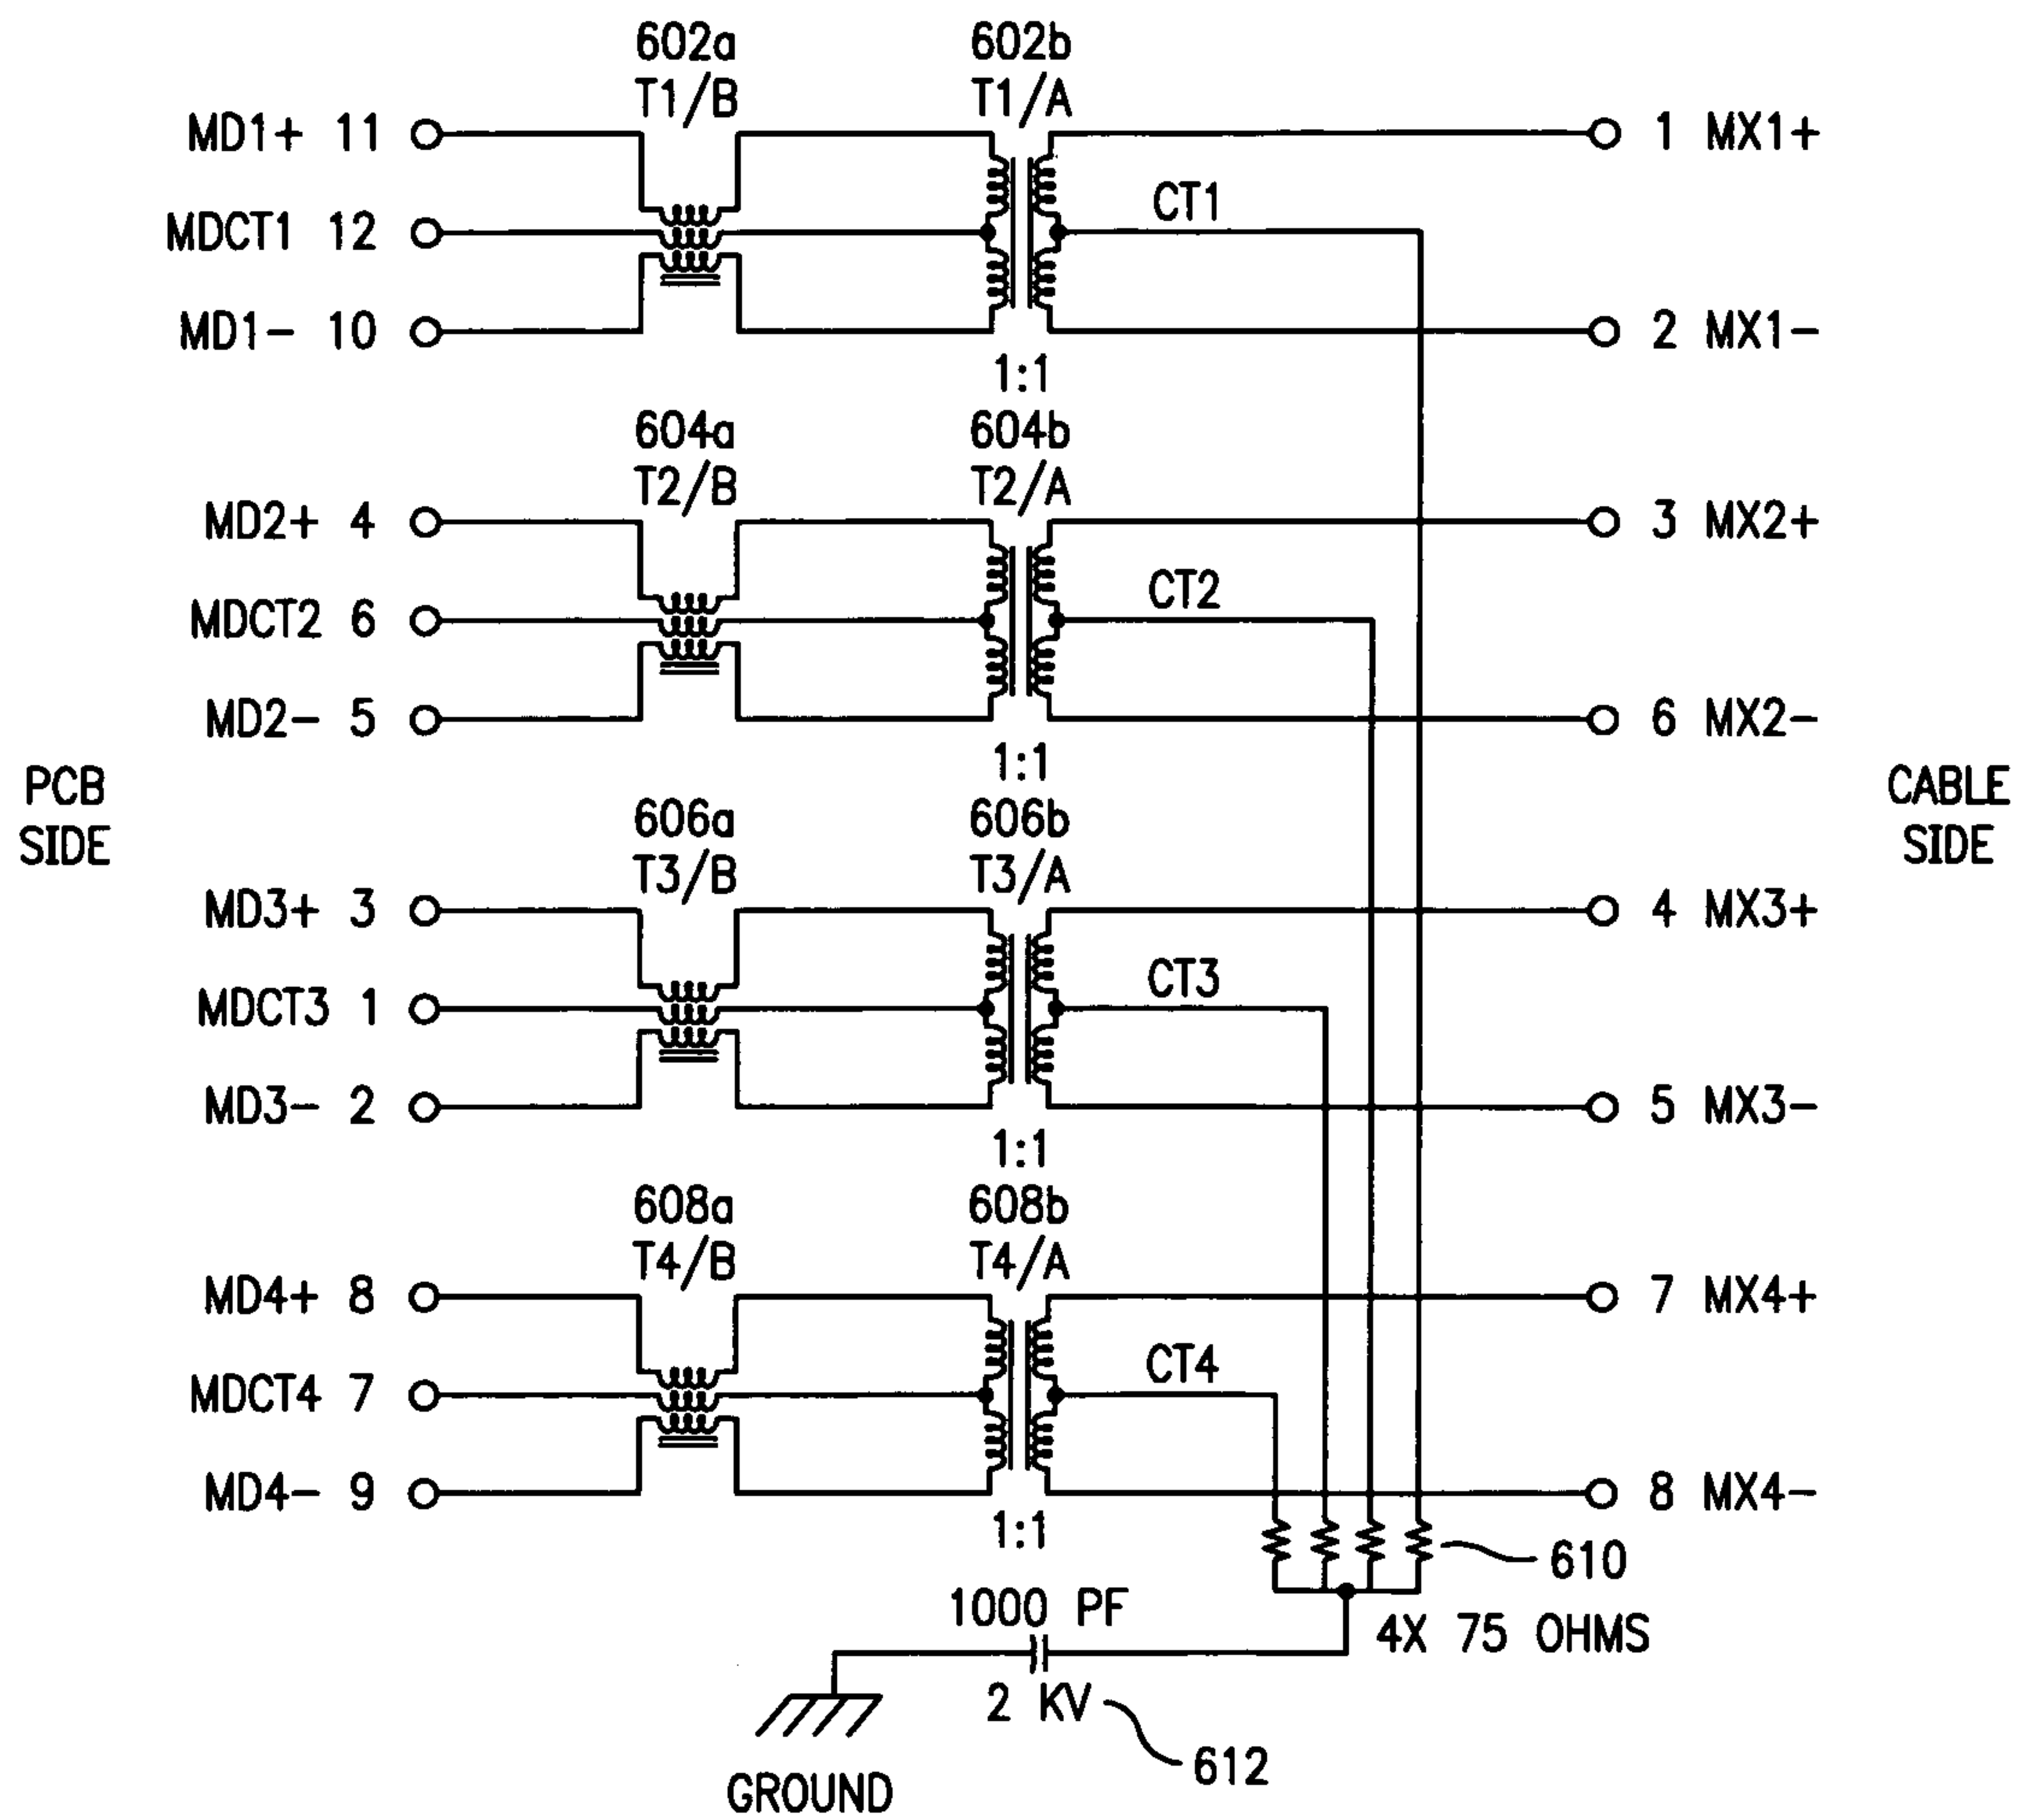 602a 602b
T1/B T1/A
MD1+ 11 1 MX1+
CT1
MDCT1 12
MD1- 10 2 MX1-
1:1
604a 604b
T2/B T2/A
MD2+ 4 3 MX2+
CT2
MDCT2 6
MD2- 5 6 MX2-
1:1
PCB
SIDE
CABLE
SIDE
606a 606b
T3/B T3/A
MD3+ 3 4 MX3+
CT3
MDCT3 1
MD3- 2 5 MX3-
1:1
608a 608b
T4/B T4/A
MD4+ 8 7 MX4+
CT4
MDCT4 7
MD4- 9 8 MX4-
1:1
610
1000 PF
4X 75 OHMS
2 KV
612
GROUND